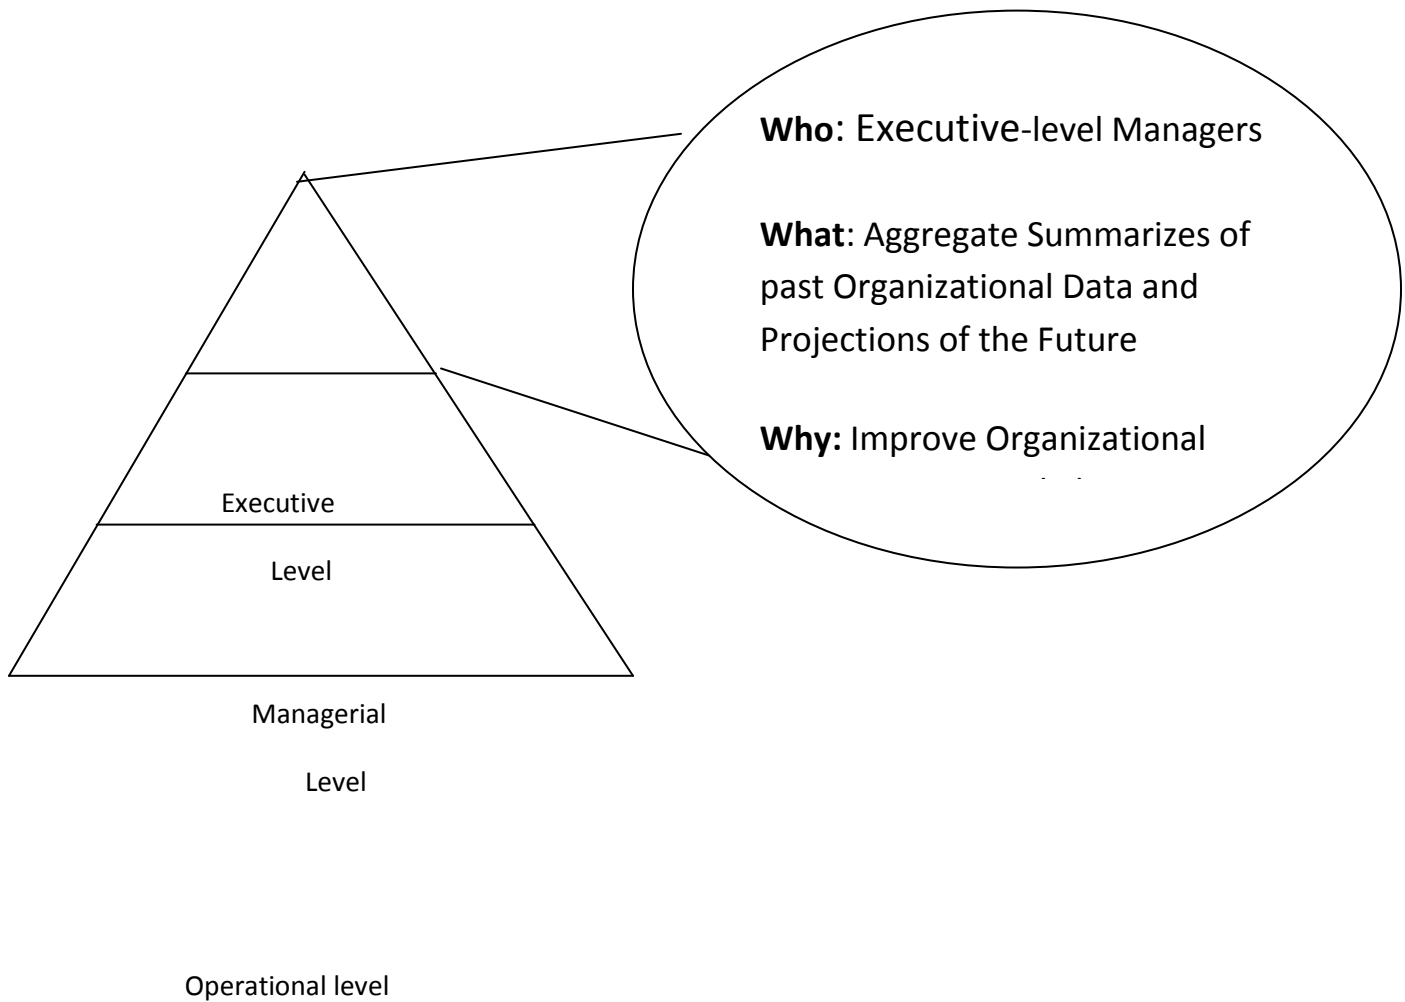 Who: Executive-level Managers
What: Aggregate Summarizes of
past Organizational Data and
Projections of the Future
Why: Improve Organizational
Executive
Level
Managerial
Level
Operational level